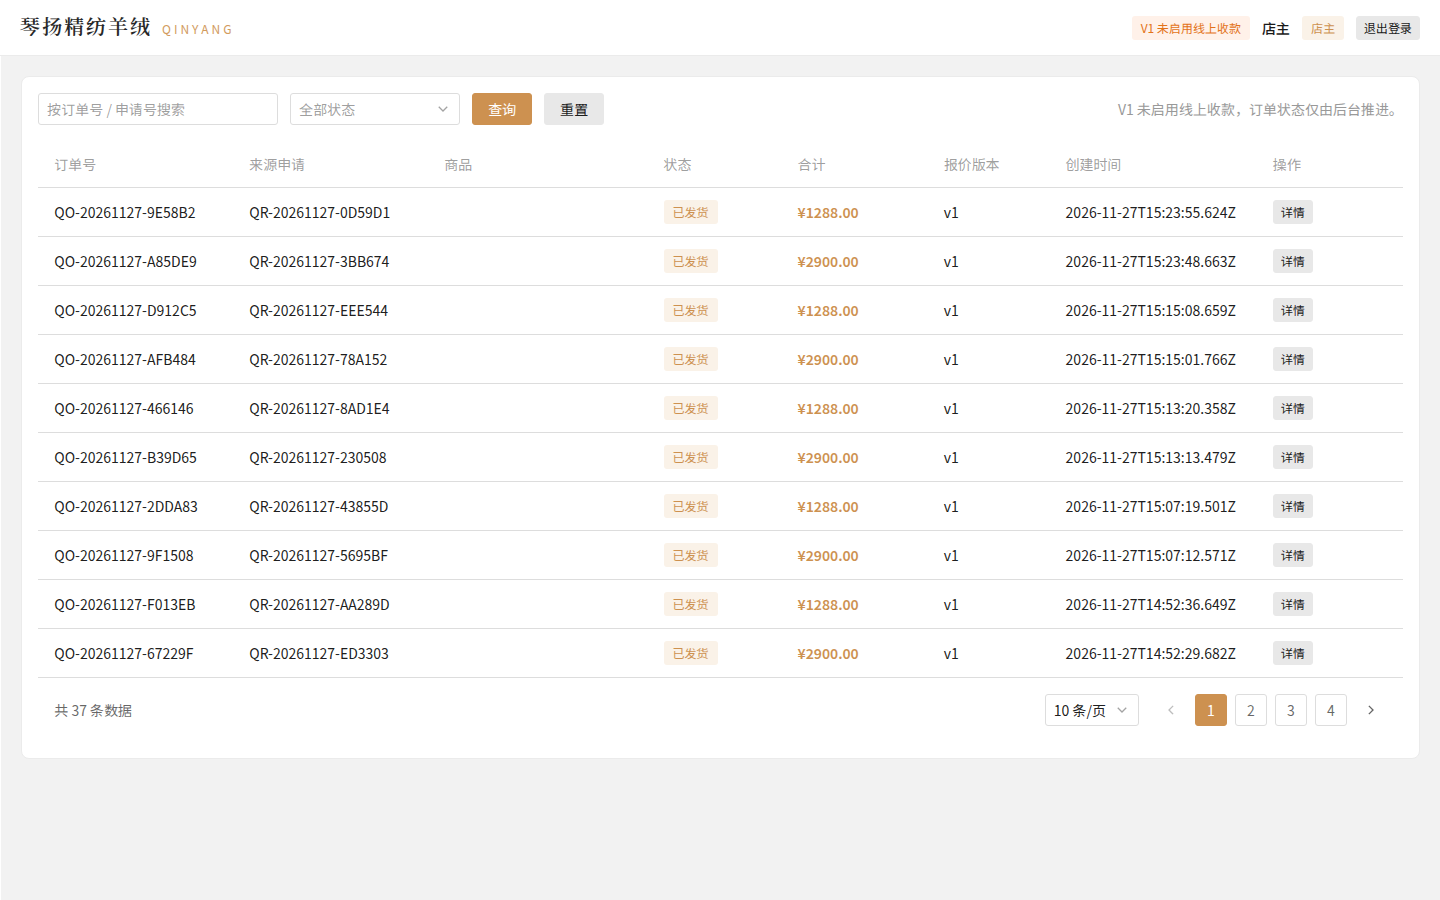 琴扬精纺羊绒 QINYANG V1 未启用线上收款 店主 店主 退出登录
按订单号 / 申请号搜索 全部状态 查询 重置 V1 未启用线上收款，订单状态仅由后台推进。
订单号 来源申请 商品 状态 合计 报价版本 创建时间 操作
QO-20261127-9E58B2 QR-20261127-0D59D1 已发货 ¥1288.00 v1 2026-11-27T15:23:55.624Z 详情
QO-20261127-A85DE9 QR-20261127-3BB674 已发货 ¥2900.00 v1 2026-11-27T15:23:48.663Z 详情
QO-20261127-D912C5 QR-20261127-EEE544 已发货 ¥1288.00 v1 2026-11-27T15:15:08.659Z 详情
QO-20261127-AFB484 QR-20261127-78A152 已发货 ¥2900.00 v1 2026-11-27T15:15:01.766Z 详情
QO-20261127-466146 QR-20261127-8AD1E4 已发货 ¥1288.00 v1 2026-11-27T15:13:20.358Z 详情
QO-20261127-B39D65 QR-20261127-230508 已发货 ¥2900.00 v1 2026-11-27T15:13:13.479Z 详情
QO-20261127-2DDA83 QR-20261127-43855D 已发货 ¥1288.00 v1 2026-11-27T15:07:19.501Z 详情
QO-20261127-9F1508 QR-20261127-5695BF 已发货 ¥2900.00 v1 2026-11-27T15:07:12.571Z 详情
QO-20261127-F013EB QR-20261127-AA289D 已发货 ¥1288.00 v1 2026-11-27T14:52:36.649Z 详情
QO-20261127-67229F QR-20261127-ED3303 已发货 ¥2900.00 v1 2026-11-27T14:52:29.682Z 详情
共 37 条数据 10 条/页 1 2 3 4